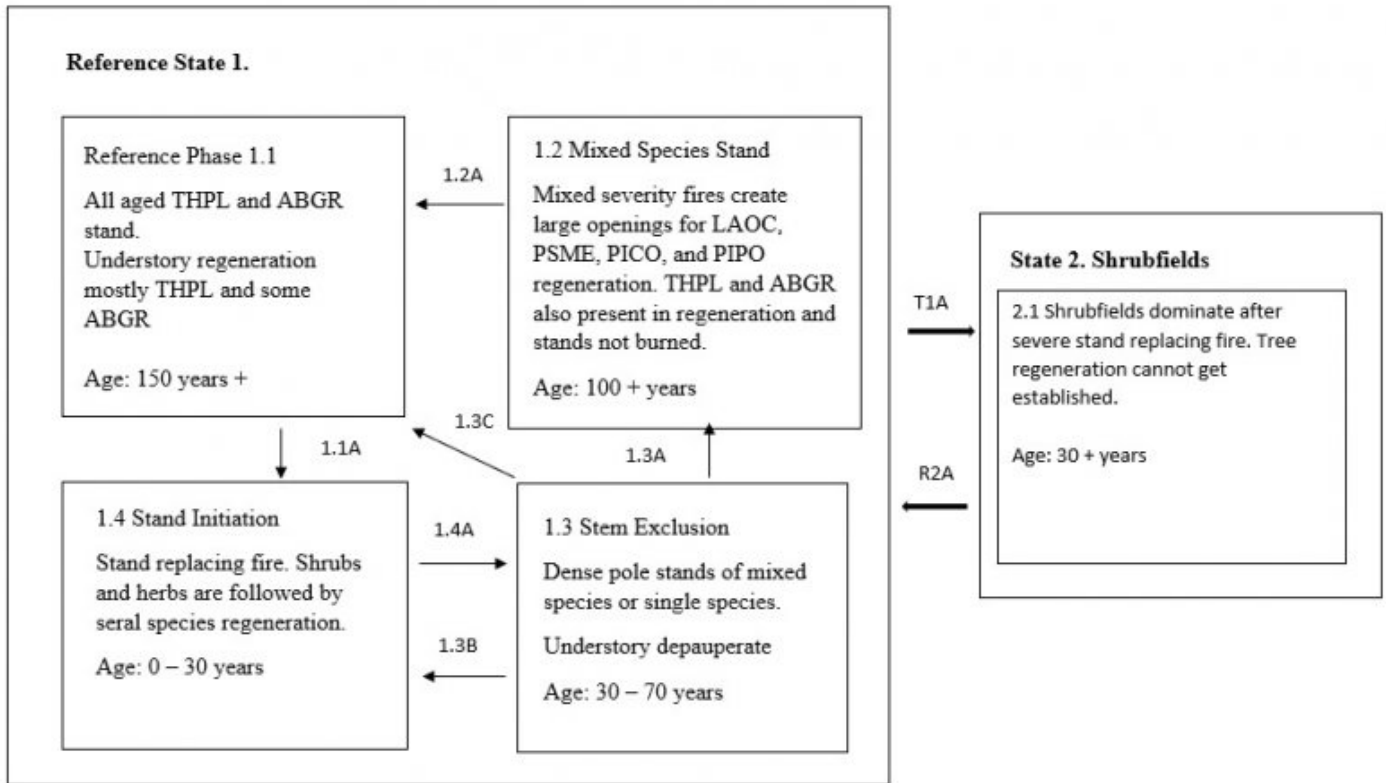 Reference State 1.
Reference Phase 1.1
All aged THPL and ABGR
stand.
Understory regeneration
mostly THPL and some
ABGR
Age: 150 years +
1.2A
1.2 Mixed Species Stand
Mixed severity fires create
large openings for LAOC,
PSME, PICO, and PIPO
regeneration. THPL and ABGR
also present in regeneration and
stands not burned.
Age: 100 + years
1.1A
1.3C
1.3A
1.4 Stand Initiation
Stand replacing fire. Shrubs
and herbs are followed by
seral species regeneration.
Age: 0 – 30 years
1.4A
1.3B
1.3 Stem Exclusion
Dense pole stands of mixed
species or single species.
Understory depauperate
Age: 30 – 70 years
T1A
R2A
State 2. Shrubfields
2.1 Shrubfields dominate after
severe stand replacing fire. Tree
regeneration cannot get
established.
Age: 30 + years